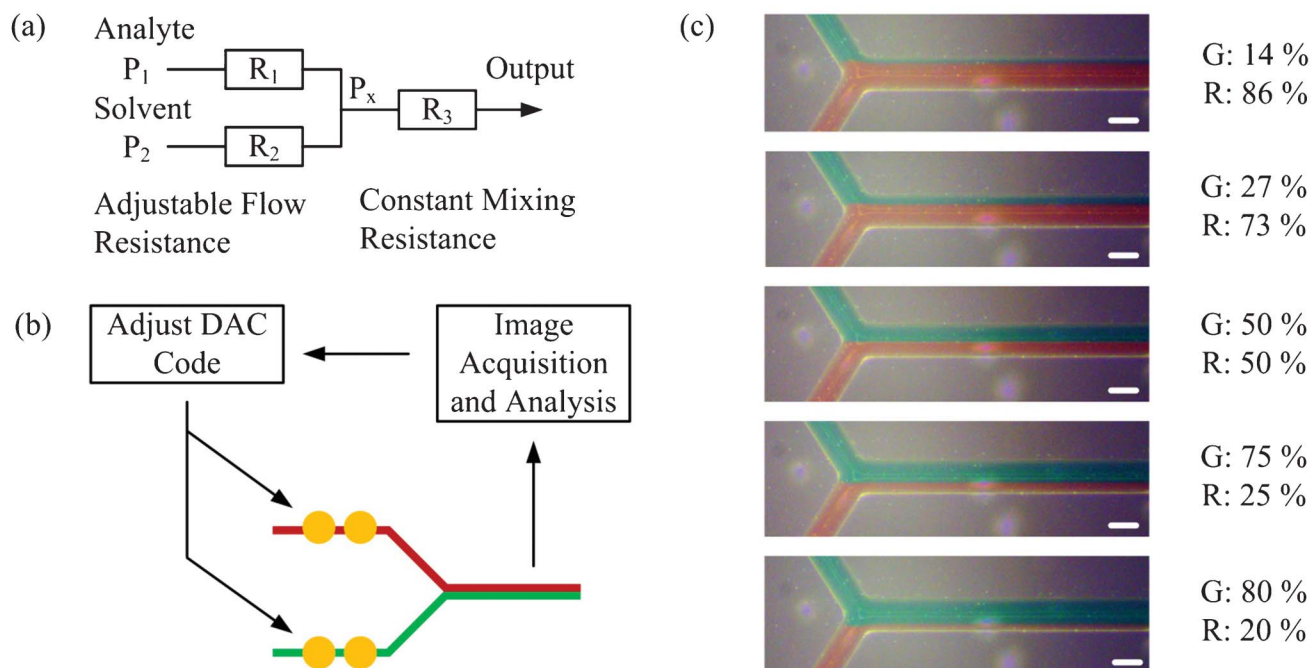 (a)
Analyte
P₁
R₁
Solvent
P₂
R₂
Pₓ
R₃
Output
Adjustable Flow
Resistance
Constant Mixing
Resistance
(b)
Adjust DAC
Code
Image
Acquisition
and Analysis
(c)
G: 14 %
R: 86 %
G: 27 %
R: 73 %
G: 50 %
R: 50 %
G: 75 %
R: 25 %
G: 80 %
R: 20 %